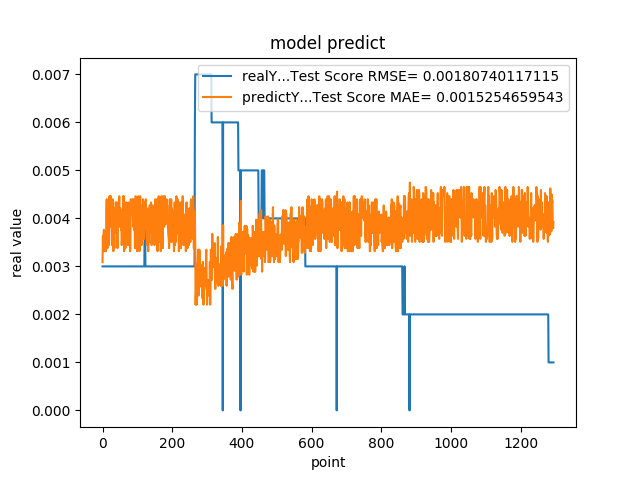 model predict
realY...Test Score RMSE= 0.00180740117115
predictY...Test Score MAE= 0.0015254659543
0.007
0.006
0.005
0.004
0.003
0.002
0.001
0.000
real value
0 200 400 600 800 1000 1200
point